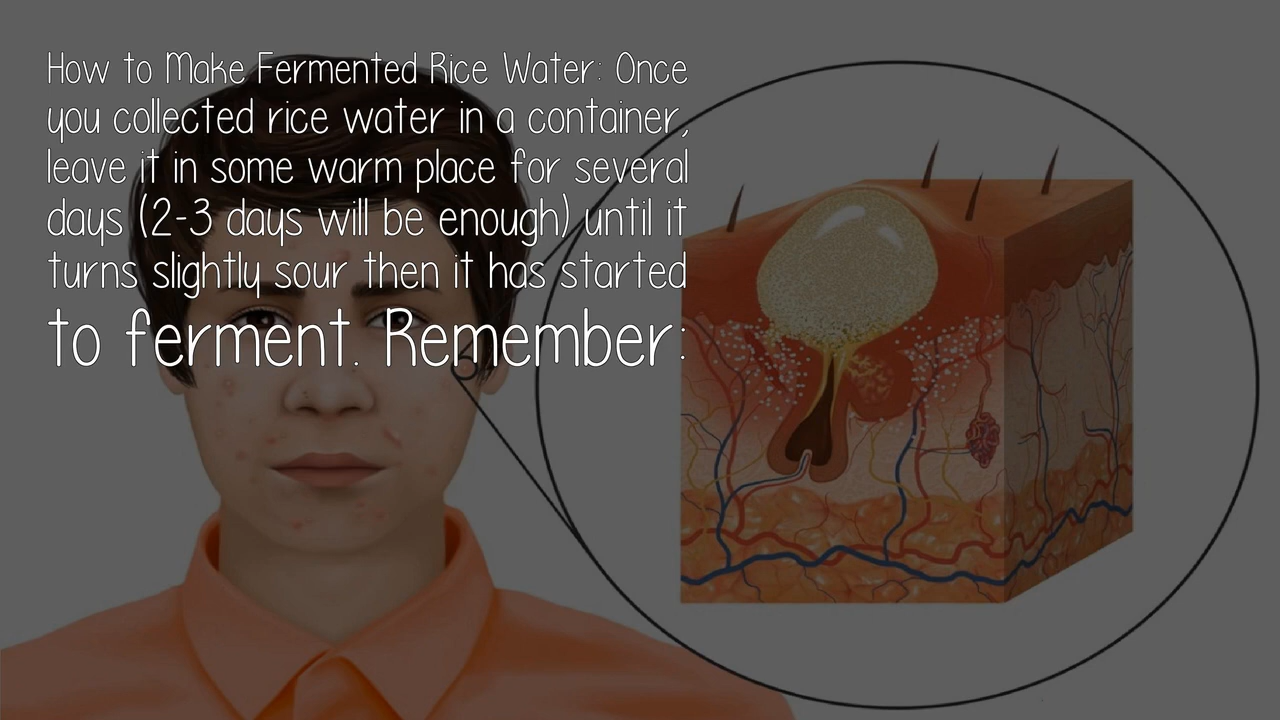 How to Make Fermented Rice Water: Once
you collected rice water in a container,
leave it in some warm place for several
days (2-3 days will be enough) until it
turns slightly sour then it has started
to ferment. Remember: